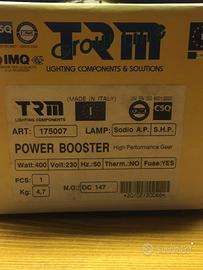 CSQ
TRM
IMQ
LIGHTING COMPONENTS & SOLUTIONS
(MADE IN ITALY)
TRM
LIGHTING COMPONENTS
CSQ
ART: 175007 LAMP: Sodio A.P. S.H.P.
POWER BOOSTER High Performance Gear
Watt:400 Volt:230 Hz:50 Therm.:NO Fuse:YES
PCS: 1
Kg: 4,7
N.O: OC 147
subito